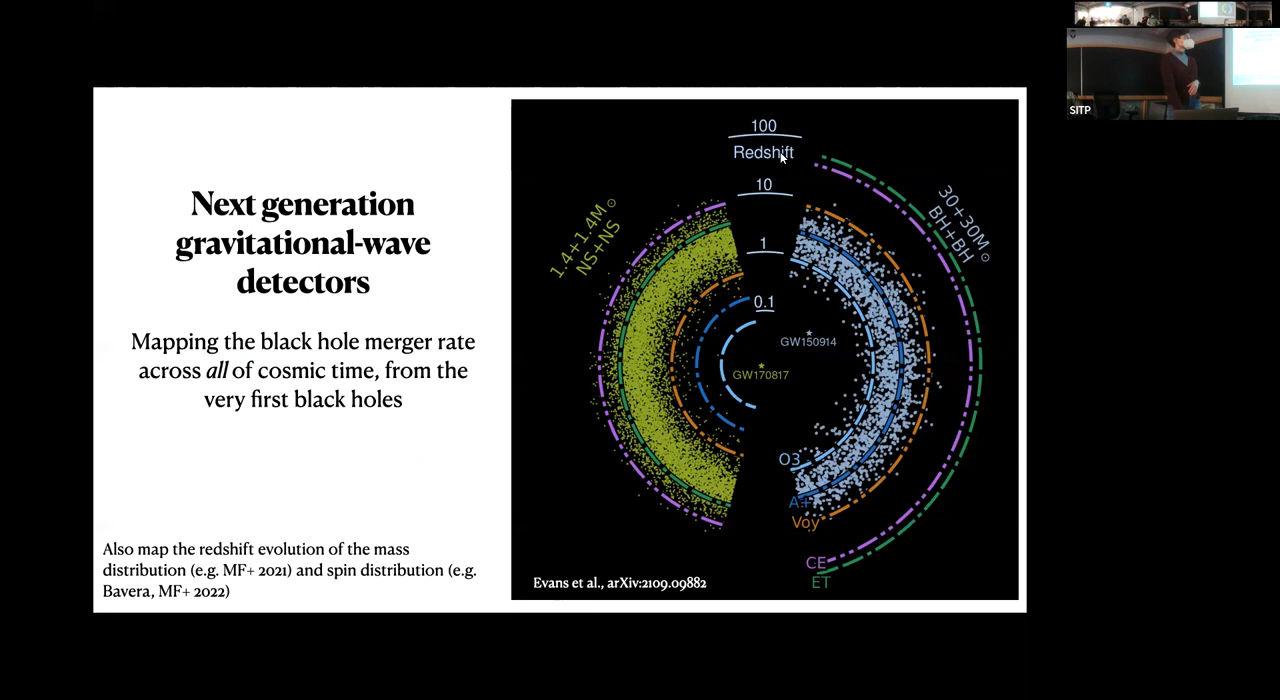 Next generation
gravitational-wave
detectors
Mapping the black hole merger rate
across all of cosmic time, from the
very first black holes
Also map the redshift evolution of the mass
distribution (e.g. MF+ 2021) and spin distribution (e.g.
Bavera, MF+ 2022)
100
Redshift
10
1
0.1
1.4+1.4M☉
NS+NS
30+30M☉
BH+BH
GW150914
GW170817
O3
A+
Voy
CE
ET
Evans et al., arXiv:2109.09882
SITP